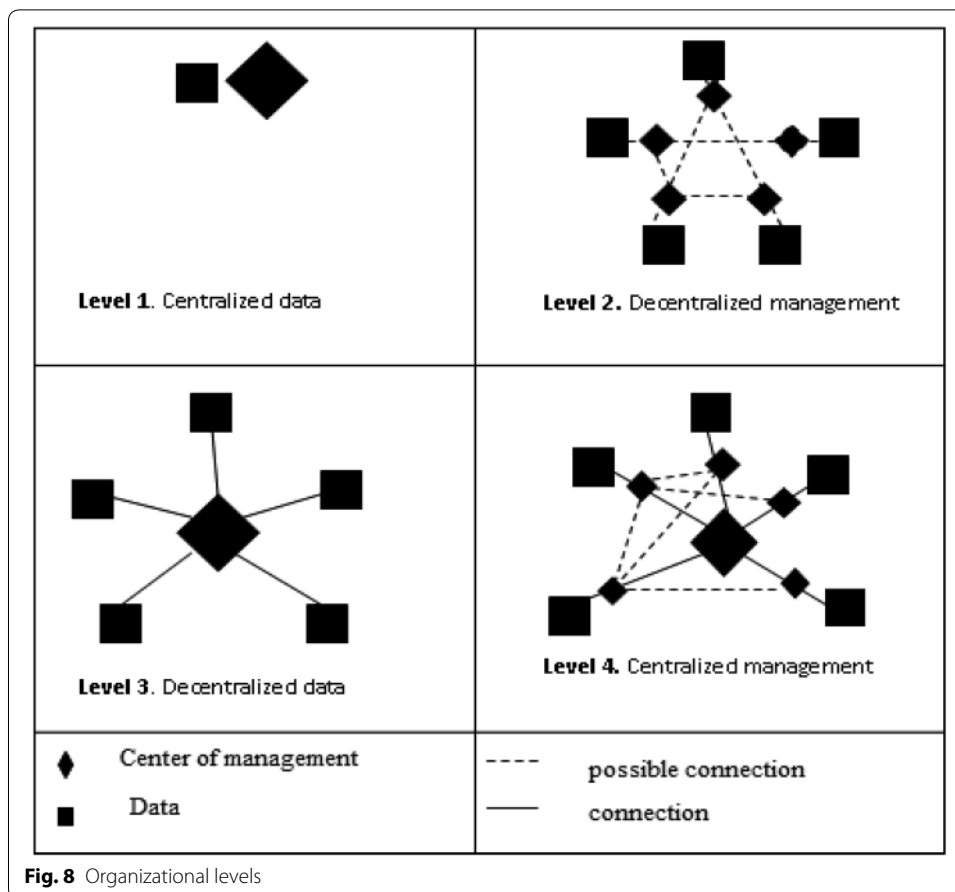 Level 1. Centralized data
Level 2. Decentralized management
Level 3. Decentralized data
Level 4. Centralized management
Center of management
Data
possible connection
connection
Fig. 8 Organizational levels